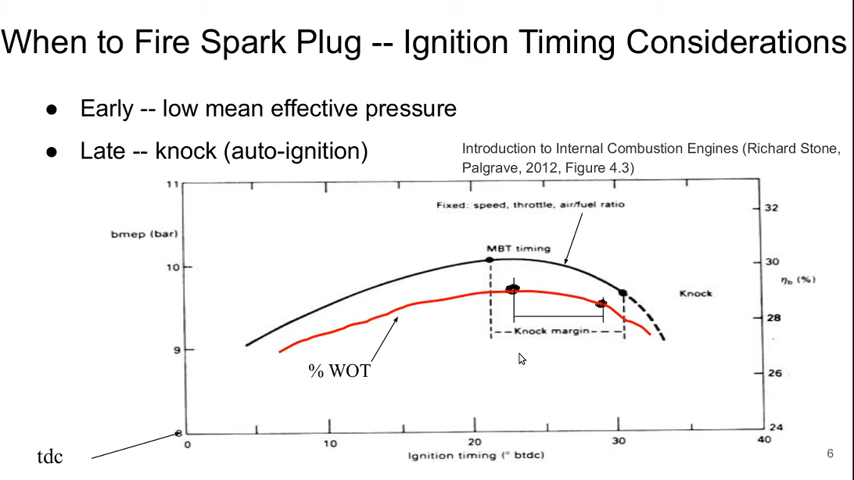 When to Fire Spark Plug -- Ignition Timing Considerations
● Early -- low mean effective pressure
● Late -- knock (auto-ignition)
Introduction to Internal Combustion Engines (Richard Stone,
Palgrave, 2012, Figure 4.3)
11
Fixed: speed, throttle, air/fuel ratio
32
bmep (bar)
MBT timing
10
30
ηb (%)
Knock
28
Knock margin
9
% WOT
26
8
24
0
10
20
30
40
tdc
Ignition timing (° btdc)
6